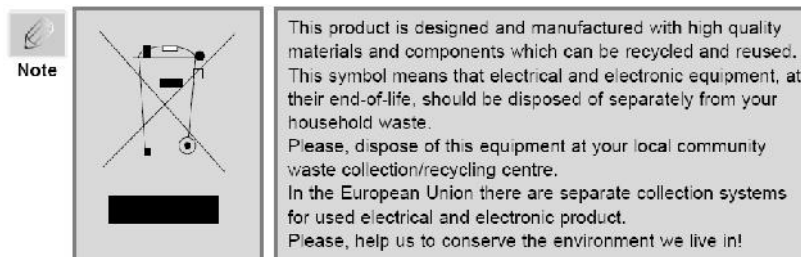 Note
This product is designed and manufactured with high quality
materials and components which can be recycled and reused.
This symbol means that electrical and electronic equipment, at
their end-of-life, should be disposed of separately from your
household waste.
Please, dispose of this equipment at your local community
waste collection/recycling centre.
In the European Union there are separate collection systems
for used electrical and electronic product.
Please, help us to conserve the environment we live in!